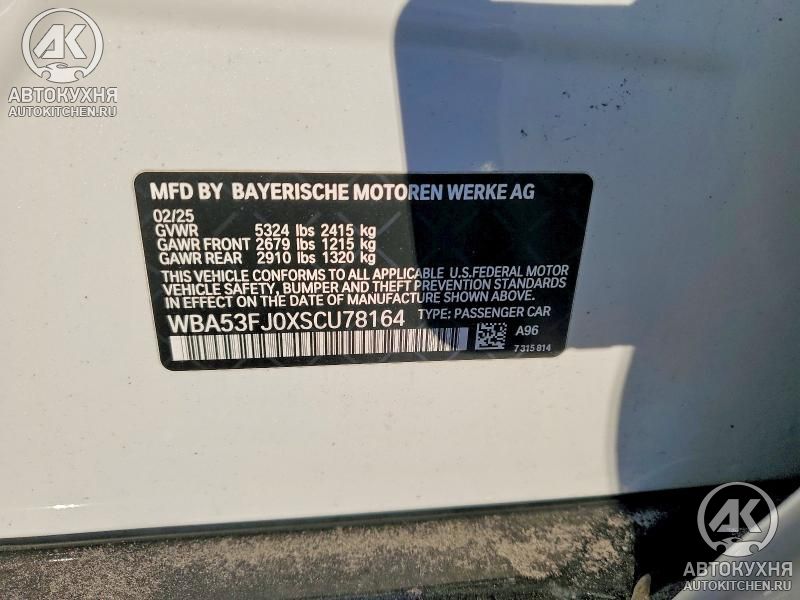 АК
АВТОКУХНЯ
AUTOKITCHEN.RU
MFD BY BAYERISCHE MOTOREN WERKE AG
02/25
GVWR 5324 lbs 2415 kg
GAWR FRONT 2679 lbs 1215 kg
GAWR REAR 2910 lbs 1320 kg
THIS VEHICLE CONFORMS TO ALL APPLICABLE U.S.FEDERAL MOTOR
VEHICLE SAFETY, BUMPER AND THEFT PREVENTION STANDARDS
IN EFFECT ON THE DATE OF MANUFACTURE SHOWN ABOVE.
WBA53FJ0XSCU78164 TYPE: PASSENGER CAR
A96
7 315 814
АК
АВТОКУХНЯ
AUTOKITCHEN.RU